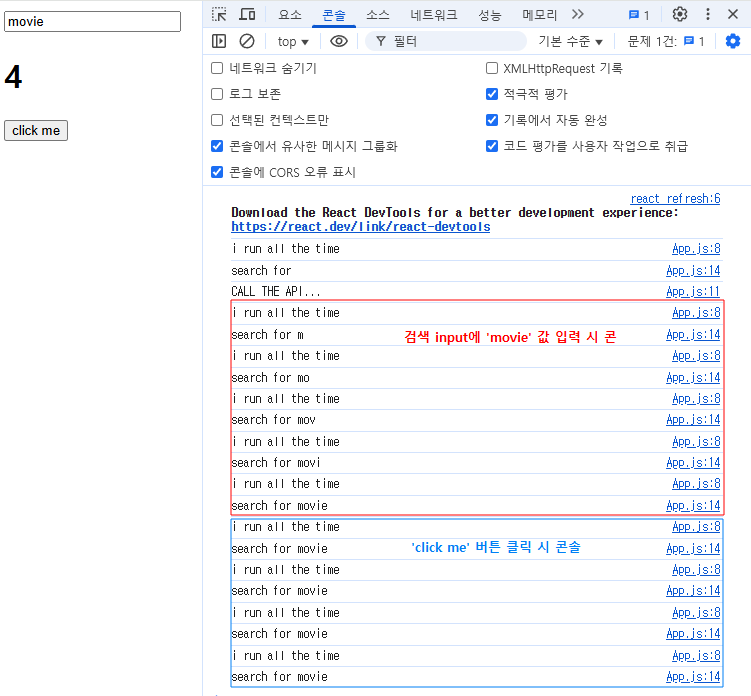 movie
4
click me
요소 콘솔 소스 네트워크 성능 메모리 1
top 필터 기본 수준 문제 1건: 1
네트워크 숨기기 XMLHttpRequest 기록
로그 보존 적극적 평가
선택된 컨텍스트만 기록에서 자동 완성
콘솔에서 유사한 메시지 그룹화 코드 평가를 사용자 작업으로 취급
콘솔에 CORS 오류 표시
react refresh:6
Download the React DevTools for a better development experience:
https://react.dev/link/react-devtools
i run all the time App.js:8
search for App.js:14
CALL THE API... App.js:11
i run all the time App.js:8
search for m 검색 input에 'movie' 값 입력 시 콘 App.js:14
i run all the time App.js:8
search for mo App.js:14
i run all the time App.js:8
search for mov App.js:14
i run all the time App.js:8
search for movi App.js:14
i run all the time App.js:8
search for movie App.js:14
i run all the time App.js:8
search for movie 'click me' 버튼 클릭 시 콘솔 App.js:14
i run all the time App.js:8
search for movie App.js:14
i run all the time App.js:8
search for movie App.js:14
i run all the time App.js:8
search for movie App.js:14